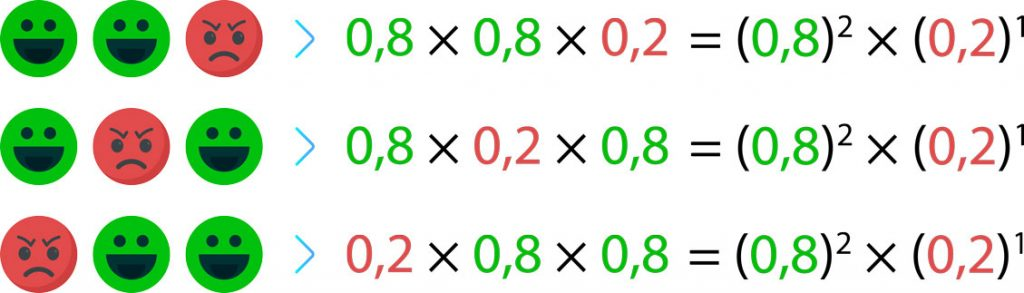 > 0,8 × 0,8 × 0,2 = (0,8)² × (0,2)¹
> 0,8 × 0,2 × 0,8 = (0,8)² × (0,2)¹
> 0,2 × 0,8 × 0,8 = (0,8)² × (0,2)¹